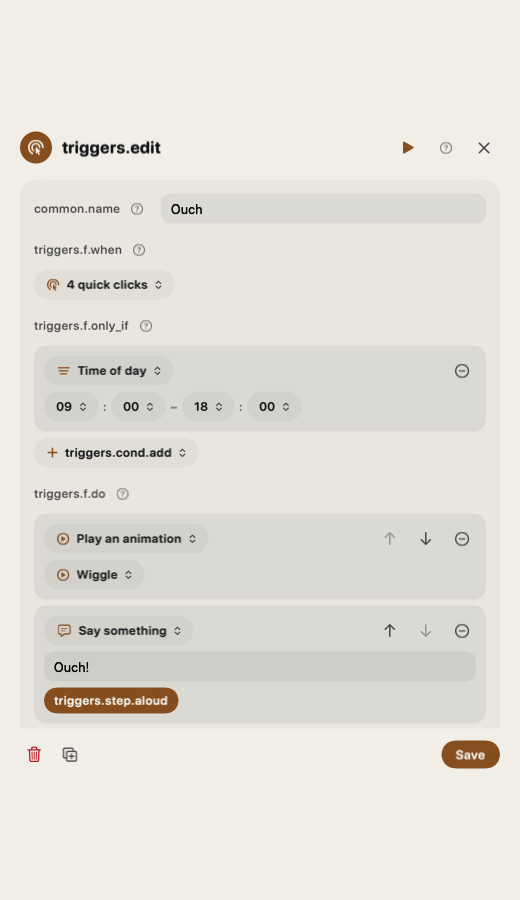 triggers.edit
common.name
Ouch
triggers.f.when
4 quick clicks
triggers.f.only_if
Time of day
09 : 00 – 18 : 00
triggers.cond.add
triggers.f.do
Play an animation
Wiggle
Say something
Ouch!
triggers.step.aloud
Save